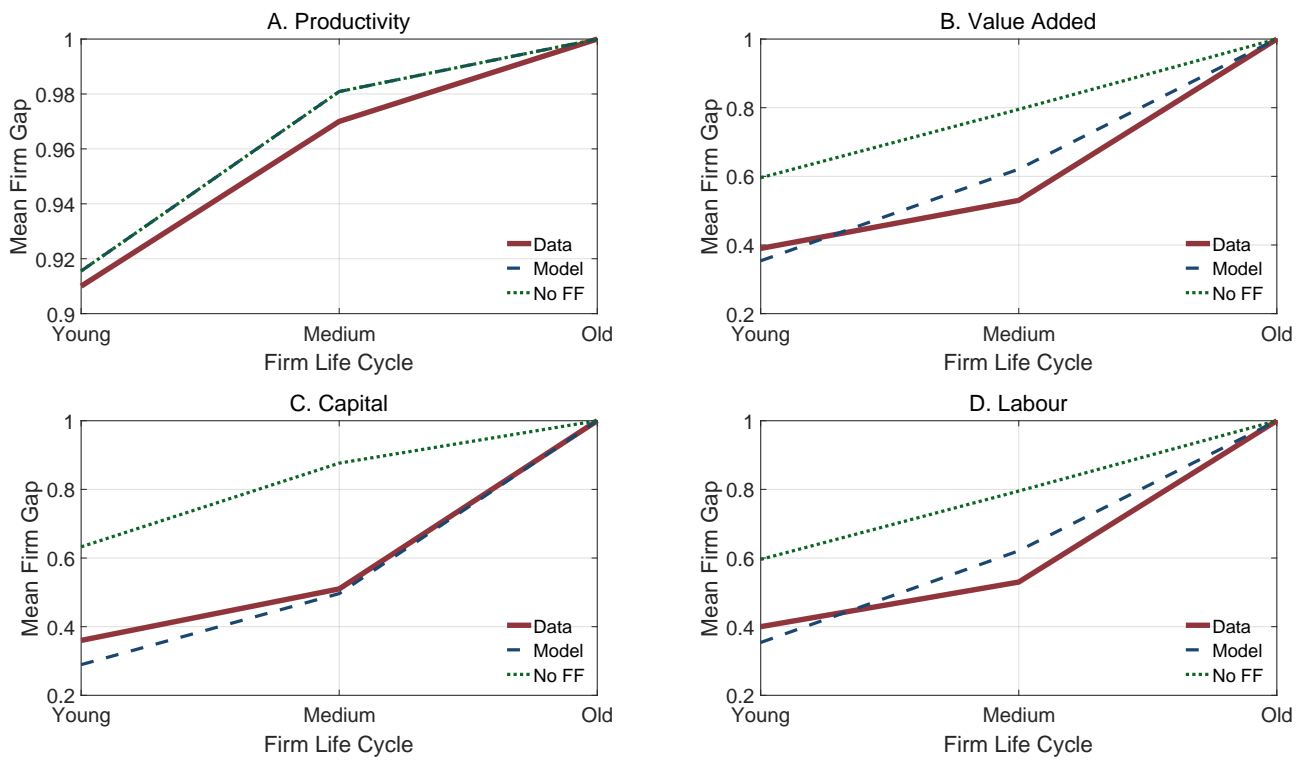 A. Productivity
Mean Firm Gap
1
0.98
0.96
0.94
0.92
0.9
Young
Medium
Old
Firm Life Cycle
Data
Model
No FF
B. Value Added
Mean Firm Gap
1
0.8
0.6
0.4
0.2
Young
Medium
Old
Firm Life Cycle
Data
Model
No FF
C. Capital
Mean Firm Gap
1
0.8
0.6
0.4
0.2
Young
Medium
Old
Firm Life Cycle
Data
Model
No FF
D. Labour
Mean Firm Gap
1
0.8
0.6
0.4
0.2
Young
Medium
Old
Firm Life Cycle
Data
Model
No FF